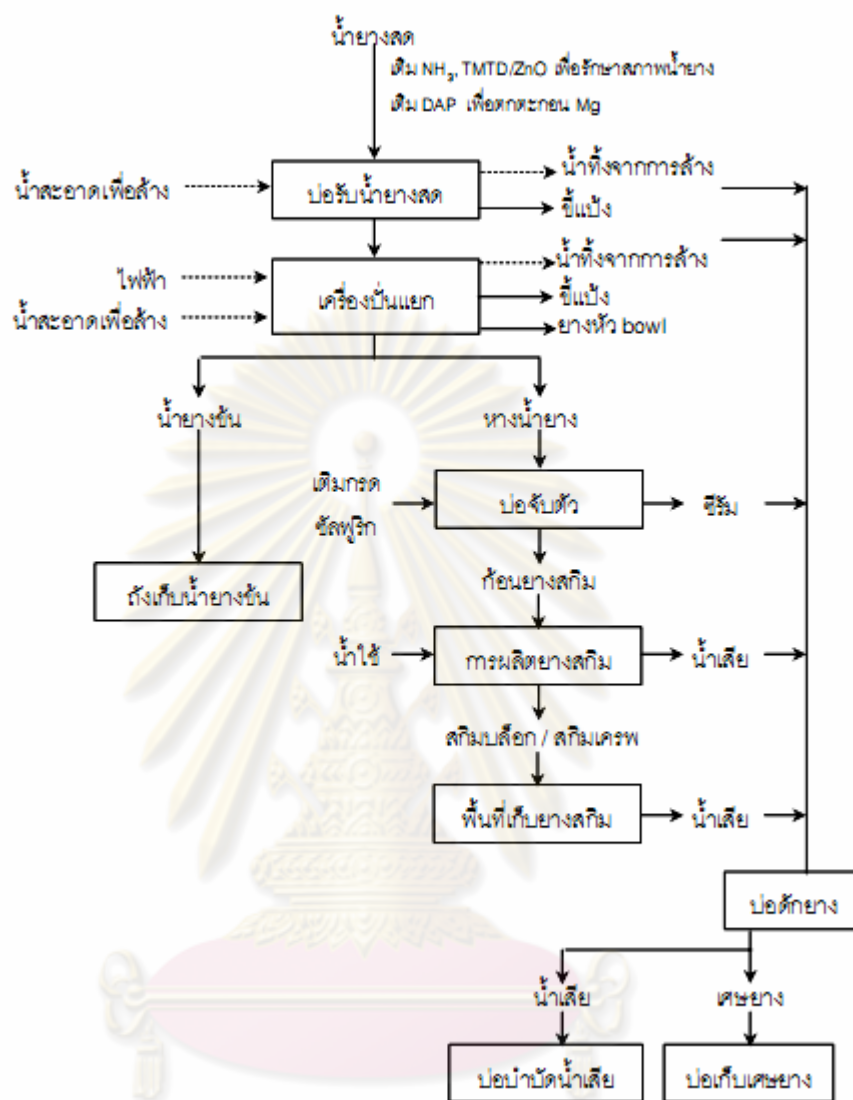 น้ำยางสด
เติม NH₃, TMTD/ZnO เพื่อรักษาสภาพน้ำยาง
เติม DAP เพื่อตกตะกอน Mg
น้ำสะอาดเพื่อล้าง
บ่อรับน้ำยางสด
น้ำทิ้งจากการล้าง
ขี้แป้ง
ไฟฟ้า
น้ำสะอาดเพื่อล้าง
เครื่องปั่นแยก
น้ำทิ้งจากการล้าง
ขี้แป้ง
ยางหัว bowl
น้ำยางข้น
หางน้ำยาง
เติมกรด
ซัลฟูริก
บ่อจับตัว
ซีรัม
ถังเก็บน้ำยางข้น
ก้อนยางสกิม
น้ำใช้
การผลิตยางสกิม
น้ำเสีย
สกิมบล็อก / สกิมเครพ
พื้นที่เก็บยางสกิม
น้ำเสีย
บ่อดักยาง
น้ำเสีย
เศษยาง
บ่อบำบัดน้ำเสีย
บ่อเก็บเศษยาง